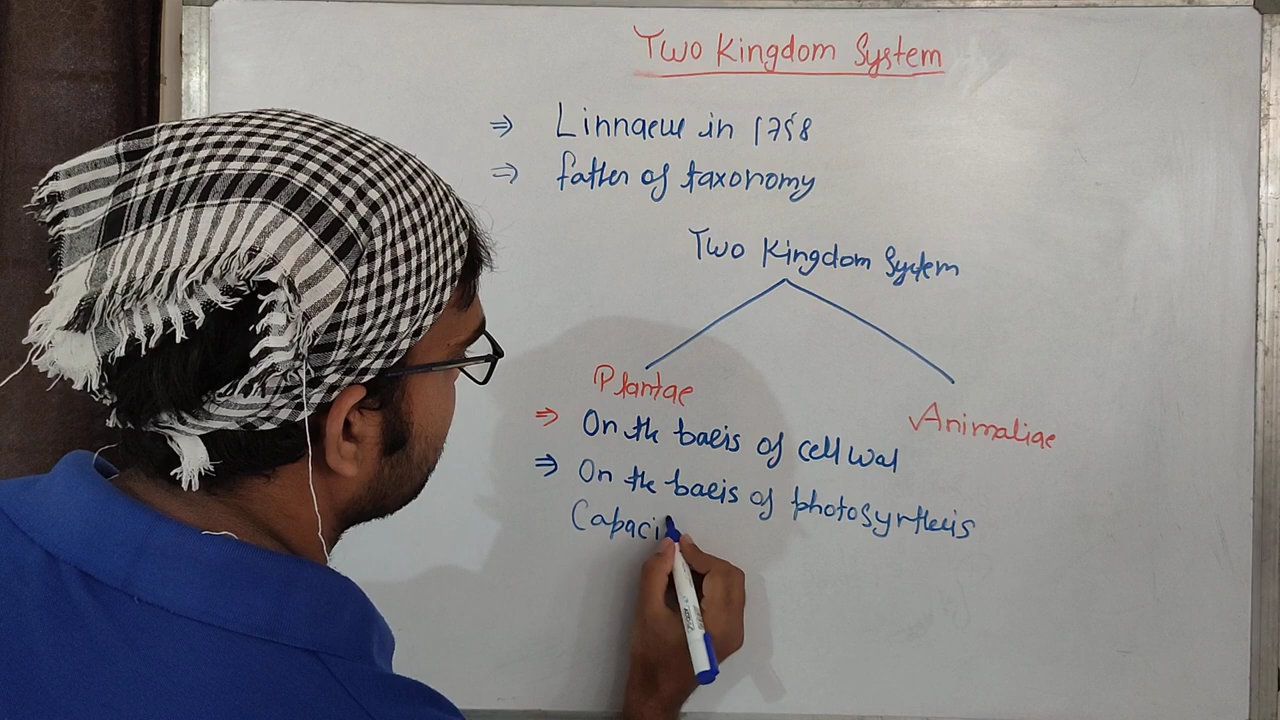 Two Kingdom System
⇒ Linnaeus in 1758
⇒ father of taxonomy
Two Kingdom System
Plantae
Animaliae
⇒ On the basis of cell wal
⇒ On the basis of photosynthesis
Capaci